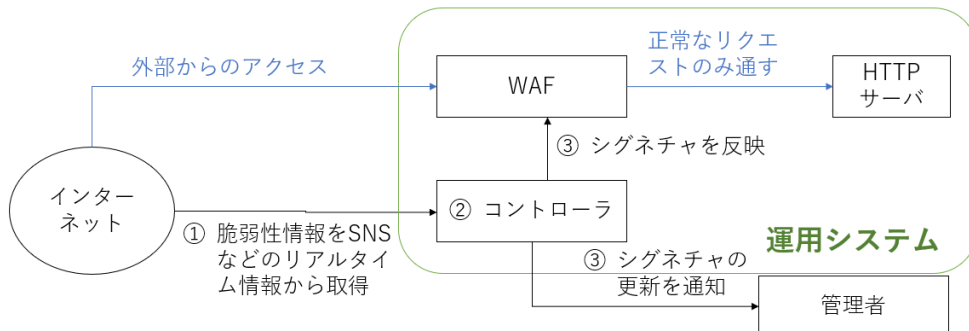 外部からのアクセス
WAF
正常なリクエ
ストのみ通す
HTTP
サーバ
③ シグネチャを反映
インター
ネット
② コントローラ
① 脆弱性情報をSNS
などのリアルタイ
ム情報から取得
運用システム
③ シグネチャの
更新を通知
管理者